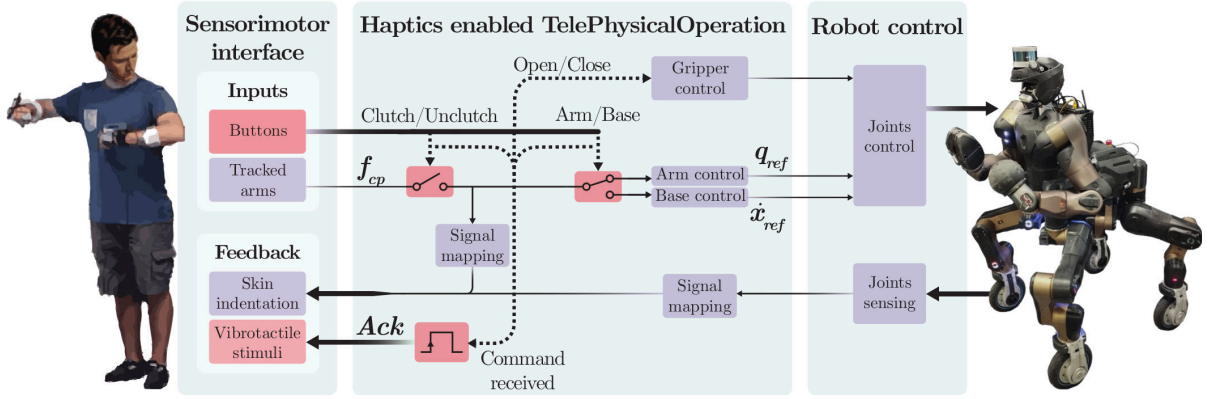 Sensorimotor
interface
Haptics enabled TelePhysicalOperation
Robot control
Inputs
Buttons
Tracked
arms
Open/Close
Gripper
control
Clutch/Unclutch
Arm/Base
f_cp
Arm control
Base control
q_ref
ẋ_ref
Joints
control
Signal
mapping
Feedback
Skin
indentation
Vibrotactile
stimuli
Signal
mapping
Joints
sensing
Ack
Command
received